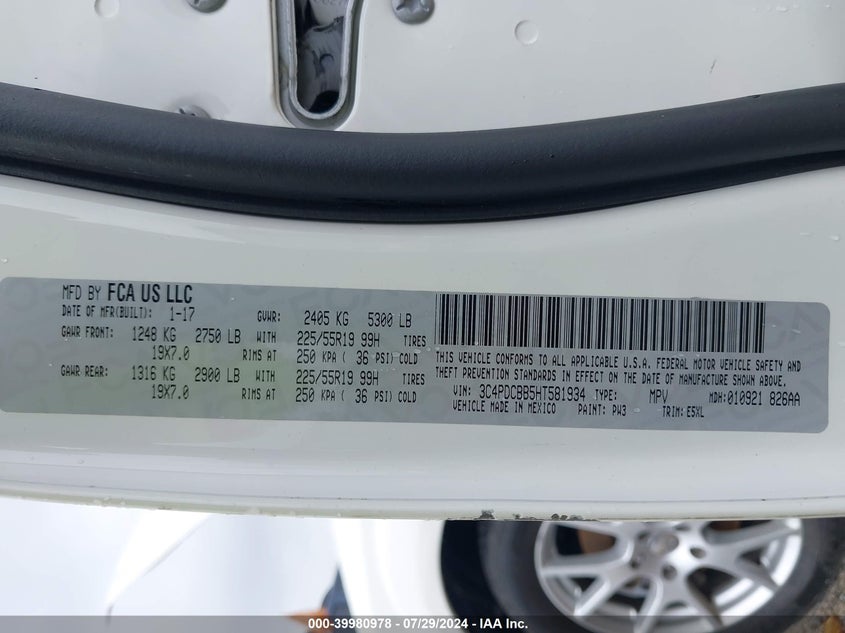 MFD BY FCA US LLC
DATE OF MFR(BUILT): 1-17 GVWR: 2405 KG 5300 LB
GAWR FRONT: 1248 KG 2750 LB WITH 225/55R19 99H TIRES
19X7.0 RIMS AT 250 KPA ( 36 PSI) COLD
GAWR REAR: 1316 KG 2900 LB WITH 225/55R19 99H TIRES
19X7.0 RIMS AT 250 KPA ( 36 PSI) COLD
THIS VEHICLE CONFORMS TO ALL APPLICABLE U.S.A. FEDERAL MOTOR VEHICLE SAFETY AND
THEFT PREVENTION STANDARDS IN EFFECT ON THE DATE OF MANUFACTURE SHOWN ABOVE.
VIN: 3C4PDCBB5HT581934 TYPE: MPV MDH:010921 826AA
VEHICLE MADE IN MEXICO PAINT: PW3 TRIM: E5XL
000-39980978 - 07/29/2024 - IAA Inc.